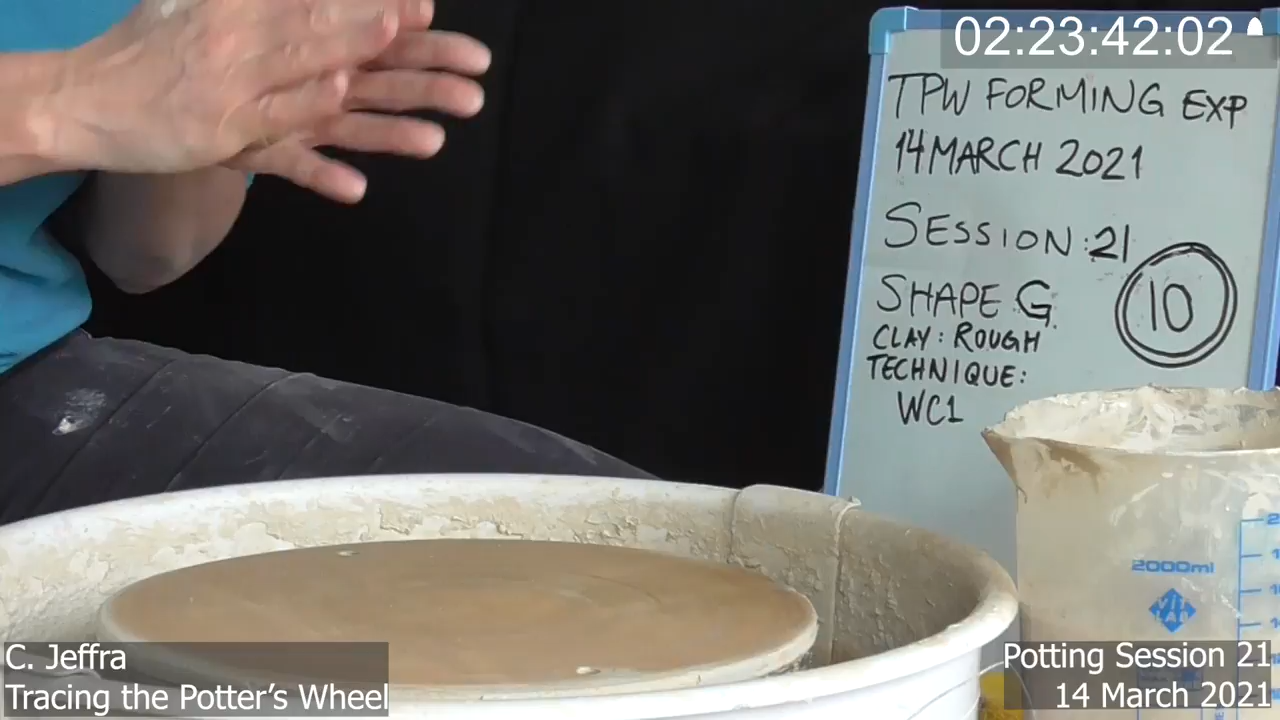 02:23:42:02
TPW FORMING EXP
14 MARCH 2021
SESSION: 21
SHAPE G
10
CLAY: ROUGH
TECHNIQUE:
WC1
2000ml
C. Jeffra
Tracing the Potter's Wheel
Potting Session 21
14 March 2021